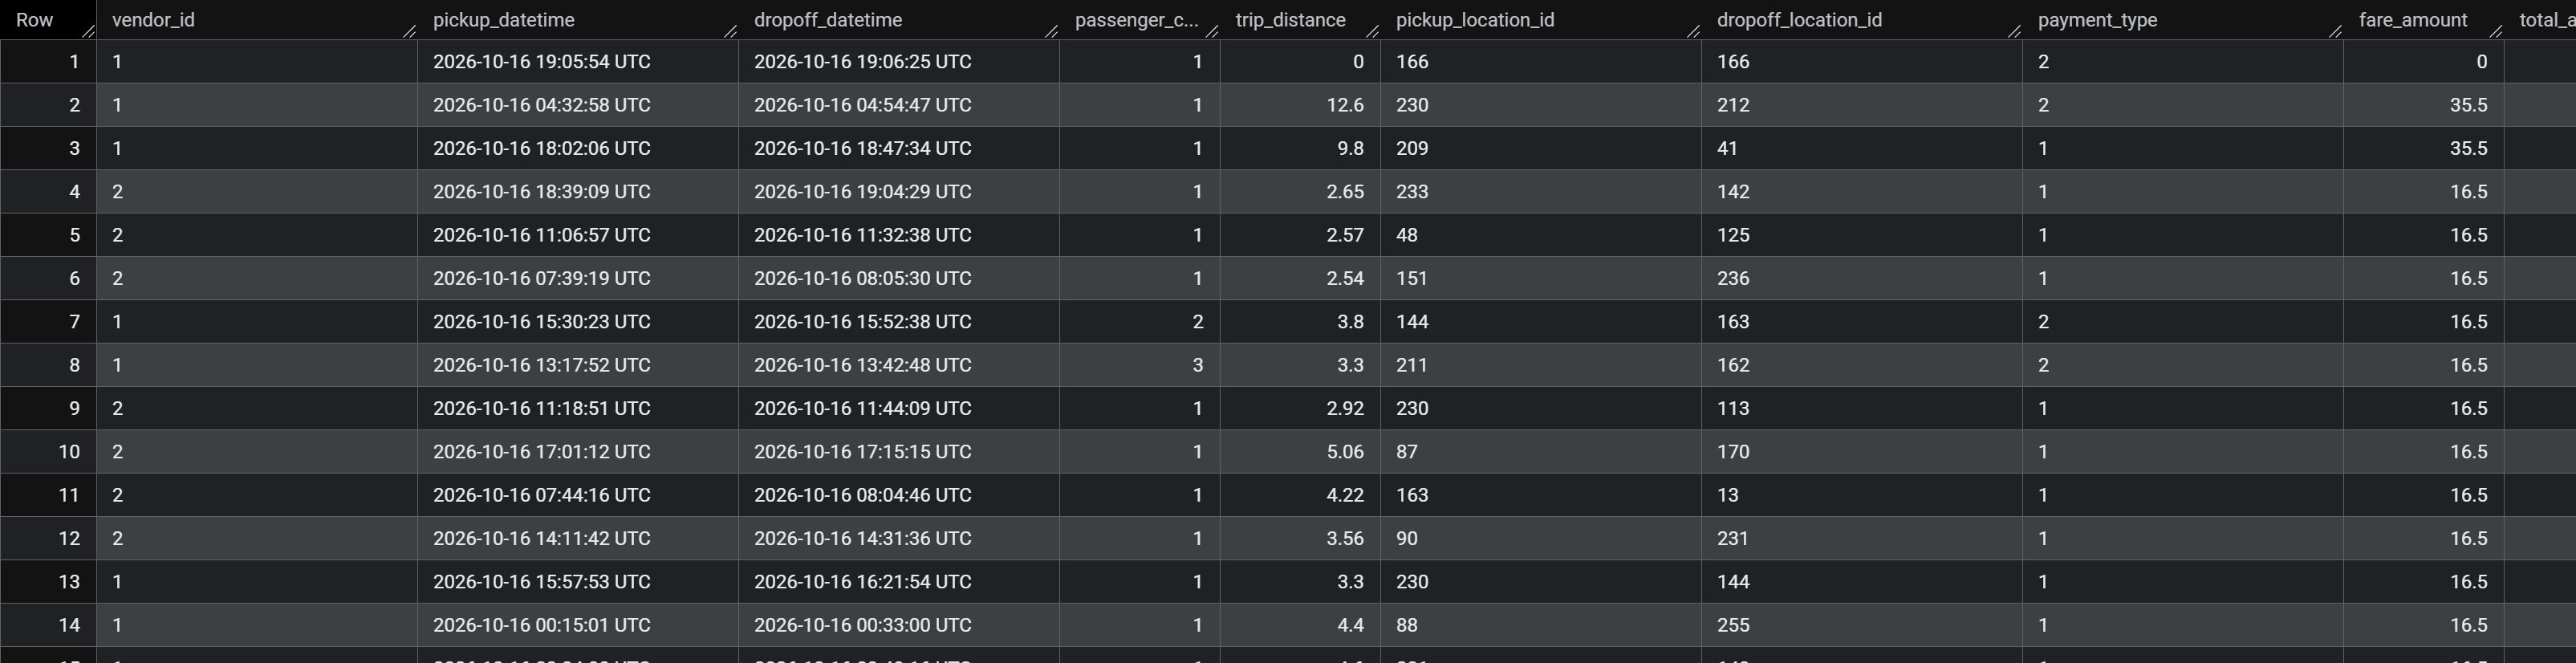 Row vendor_id pickup_datetime dropoff_datetime passenger_c... trip_distance pickup_location_id dropoff_location_id payment_type fare_amount
1 1 2026-10-16 19:05:54 UTC 2026-10-16 19:06:25 UTC 1 0 166 166 2 0
2 1 2026-10-16 04:32:58 UTC 2026-10-16 04:54:47 UTC 1 12.6 230 212 2 35.5
3 1 2026-10-16 18:02:06 UTC 2026-10-16 18:47:34 UTC 1 9.8 209 41 1 35.5
4 2 2026-10-16 18:39:09 UTC 2026-10-16 19:04:29 UTC 1 2.65 233 142 1 16.5
5 2 2026-10-16 11:06:57 UTC 2026-10-16 11:32:38 UTC 1 2.57 48 125 1 16.5
6 2 2026-10-16 07:39:19 UTC 2026-10-16 08:05:30 UTC 1 2.54 151 236 1 16.5
7 1 2026-10-16 15:30:23 UTC 2026-10-16 15:52:38 UTC 2 3.8 144 163 2 16.5
8 1 2026-10-16 13:17:52 UTC 2026-10-16 13:42:48 UTC 3 3.3 211 162 2 16.5
9 2 2026-10-16 11:18:51 UTC 2026-10-16 11:44:09 UTC 1 2.92 230 113 1 16.5
10 2 2026-10-16 17:01:12 UTC 2026-10-16 17:15:15 UTC 1 5.06 87 170 1 16.5
11 2 2026-10-16 07:44:16 UTC 2026-10-16 08:04:46 UTC 1 4.22 163 13 1 16.5
12 2 2026-10-16 14:11:42 UTC 2026-10-16 14:31:36 UTC 1 3.56 90 231 1 16.5
13 1 2026-10-16 15:57:53 UTC 2026-10-16 16:21:54 UTC 1 3.3 230 144 1 16.5
14 1 2026-10-16 00:15:01 UTC 2026-10-16 00:33:00 UTC 1 4.4 88 255 1 16.5